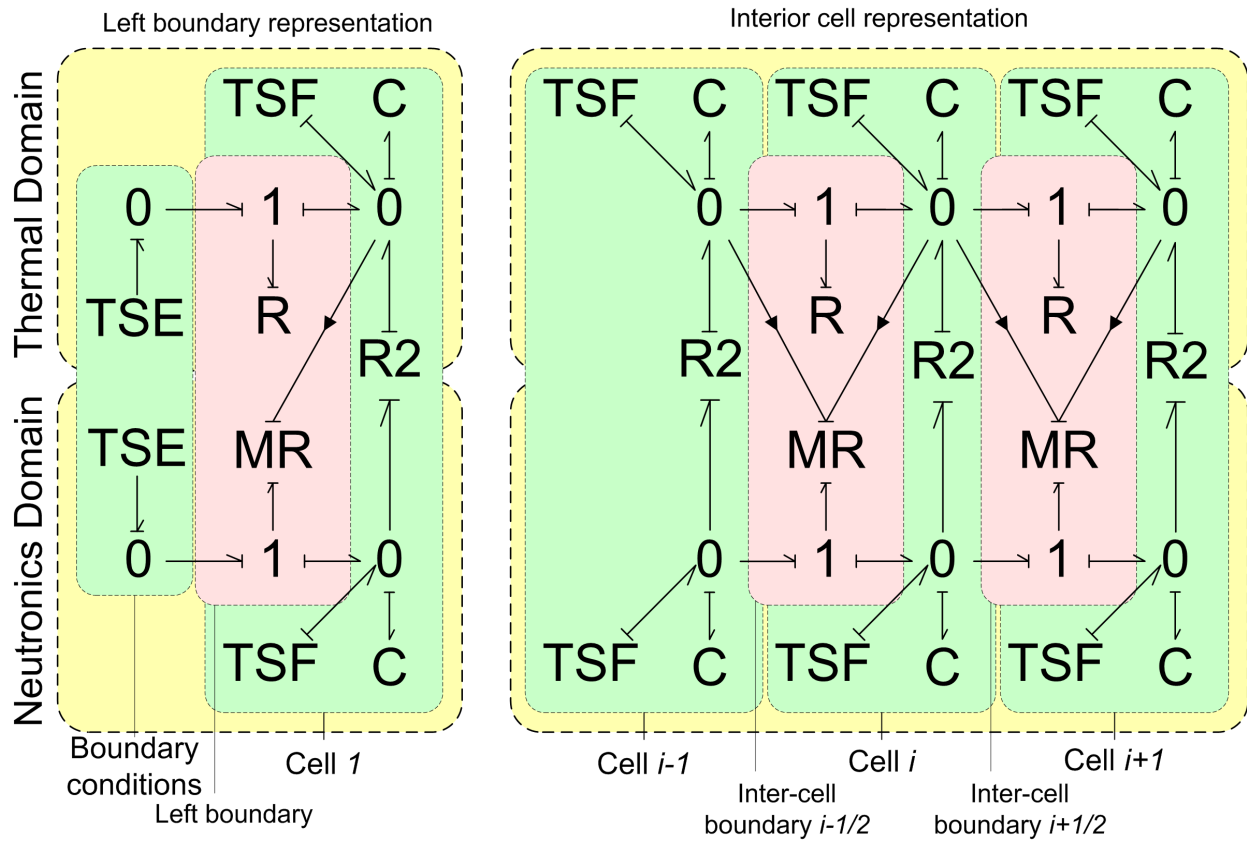 Left boundary representation
Interior cell representation
Thermal Domain
Neutronics Domain
TSF C TSF C TSF C TSF C
0 1 0 0 1 0 1 0
TSE R R R
R2 R2 R2 R2
TSE MR MR MR
0 1 0 0 1 0 1 0
TSF C TSF C TSF C TSF C
Boundary
conditions
Left boundary
Cell 1
Cell i-1
Inter-cell
boundary i-1/2
Cell i
Inter-cell
boundary i+1/2
Cell i+1